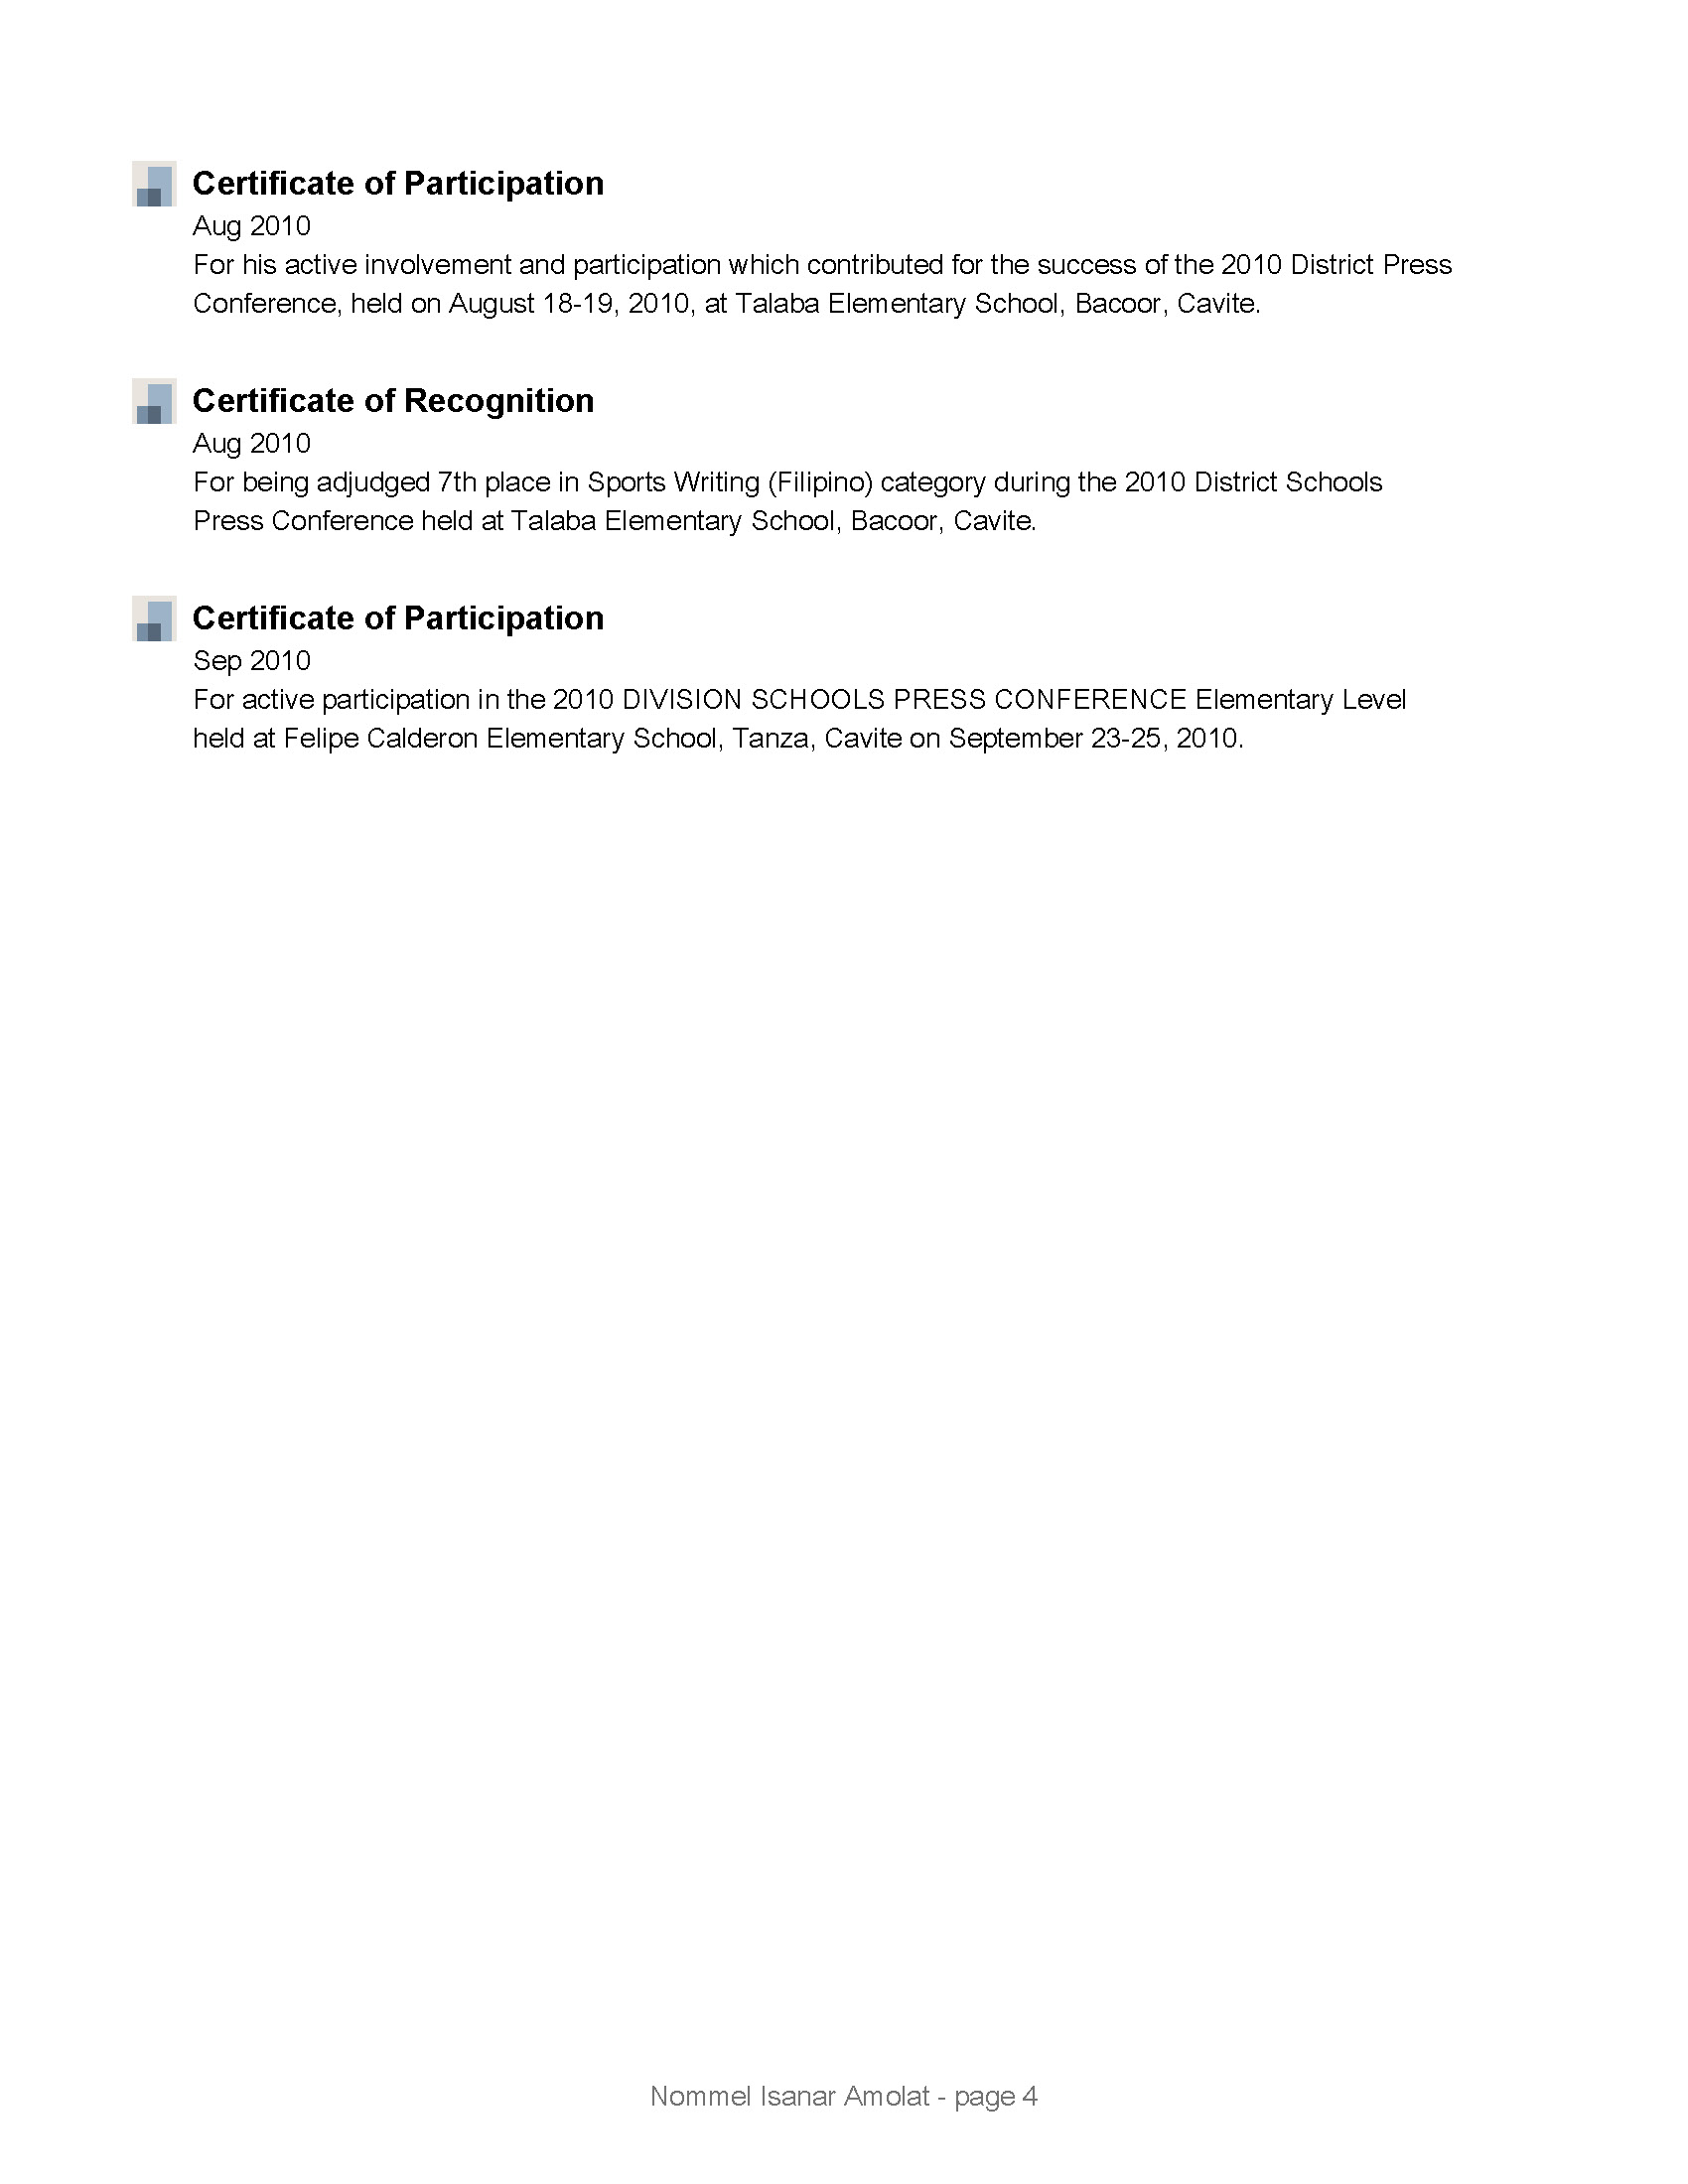 Certificate of Participation
Aug 2010
For his active involvement and participation which contributed for the success of the 2010 District Press
Conference, held on August 18-19, 2010, at Talaba Elementary School, Bacoor, Cavite.
Certificate of Recognition
Aug 2010
For being adjudged 7th place in Sports Writing (Filipino) category during the 2010 District Schools
Press Conference held at Talaba Elementary School, Bacoor, Cavite.
Certificate of Participation
Sep 2010
For active participation in the 2010 DIVISION SCHOOLS PRESS CONFERENCE Elementary Level
held at Felipe Calderon Elementary School, Tanza, Cavite on September 23-25, 2010.
Nommel Isanar Amolat - page 4